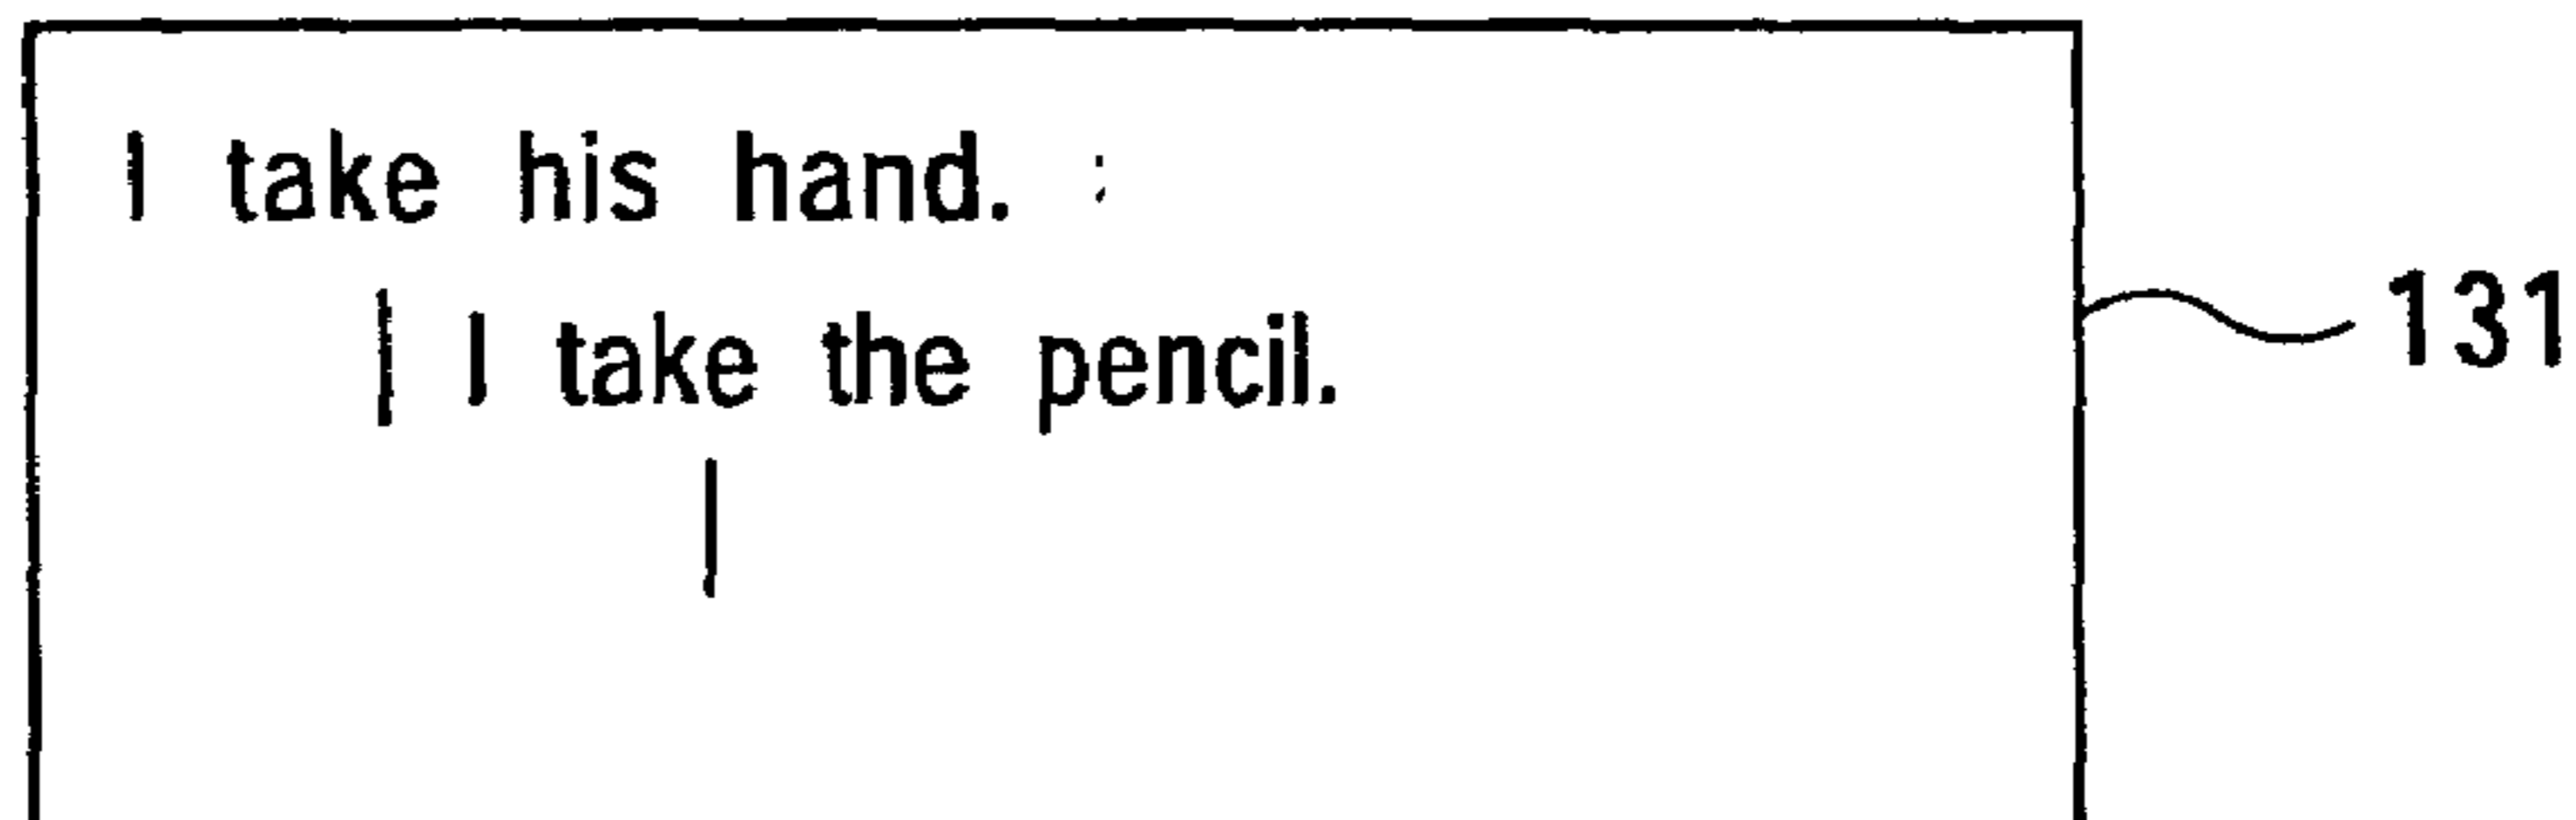 I take his hand. :
| I take the pencil.
|
131